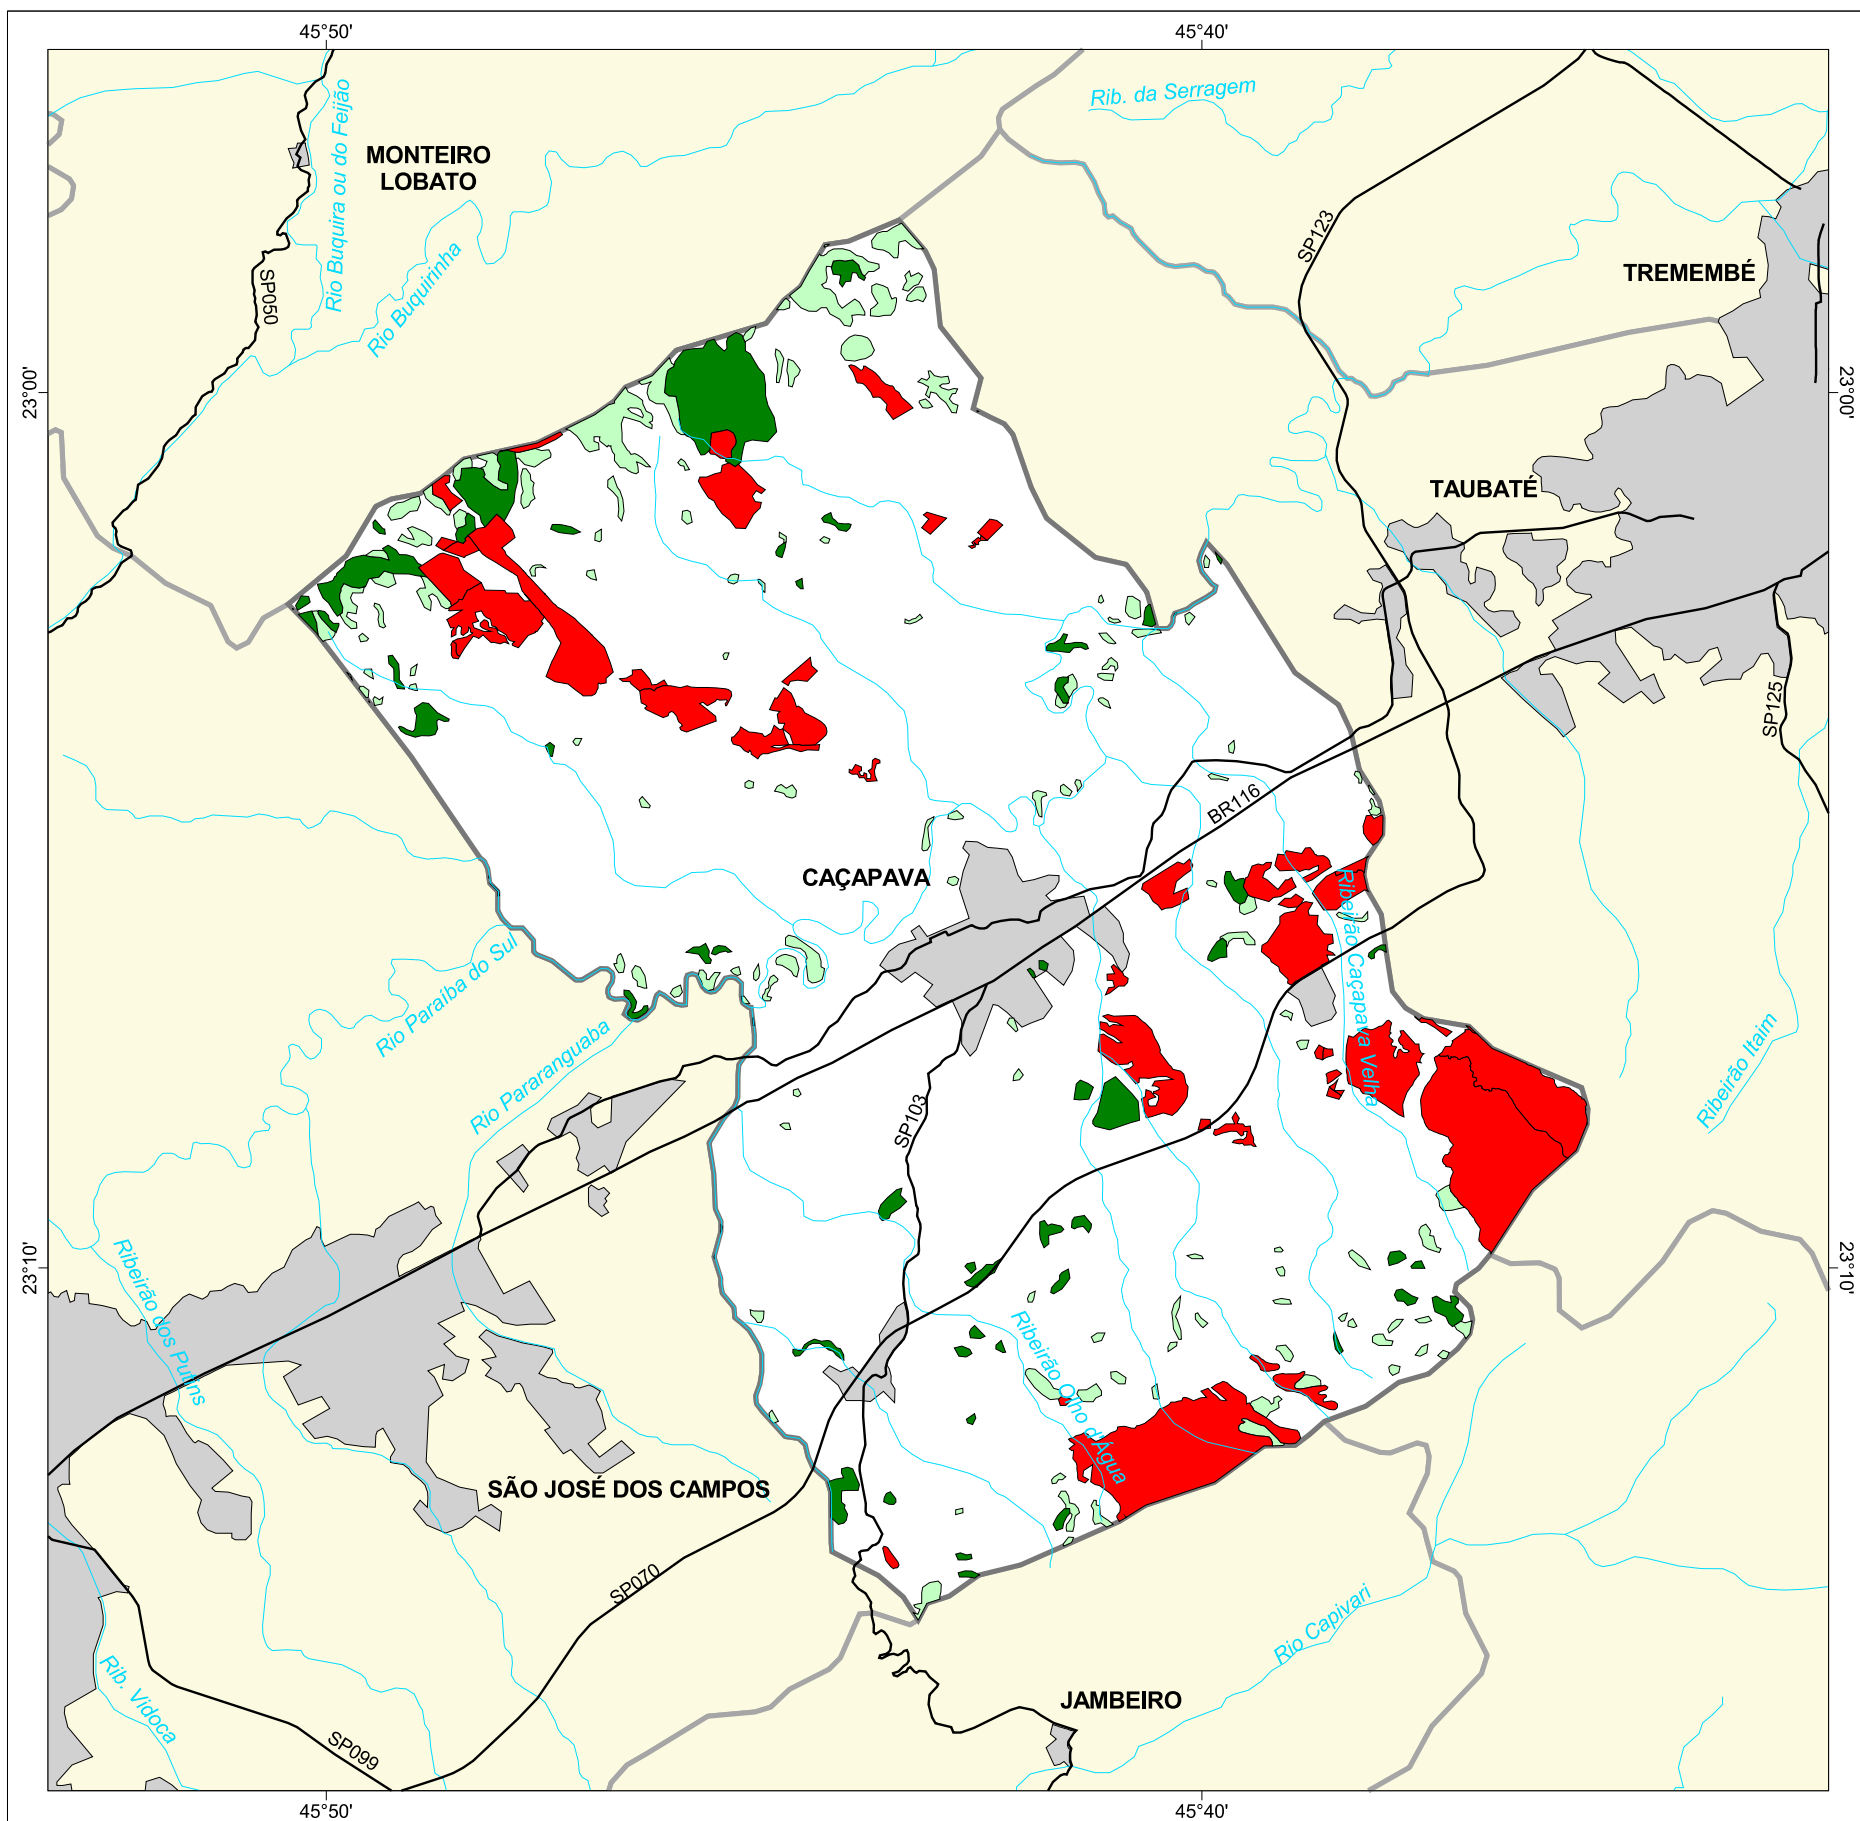 45°50'
45°40'
Rio Buquira ou do Feijão
Rib. da Serragem
MONTEIRO
LOBATO
SP123
SP050
Rio Buquirinha
TREMEMBÉ
23°00'
23°00'
TAUBATÉ
SP125
BR116
CAÇAPAVA
Ribeirão Caçapava Velha
Rio Paraíba do Sul
Rio Pararanguaba
Ribeirão Itaim
SP103
23°10'
23°10'
Ribeirão dos Putins
Ribeirão Olho d'Água
SÃO JOSÉ DOS CAMPOS
SP070
Rio Capivari
Rib. Vidoca
JAMBEIRO
SP099
45°50'
45°40'